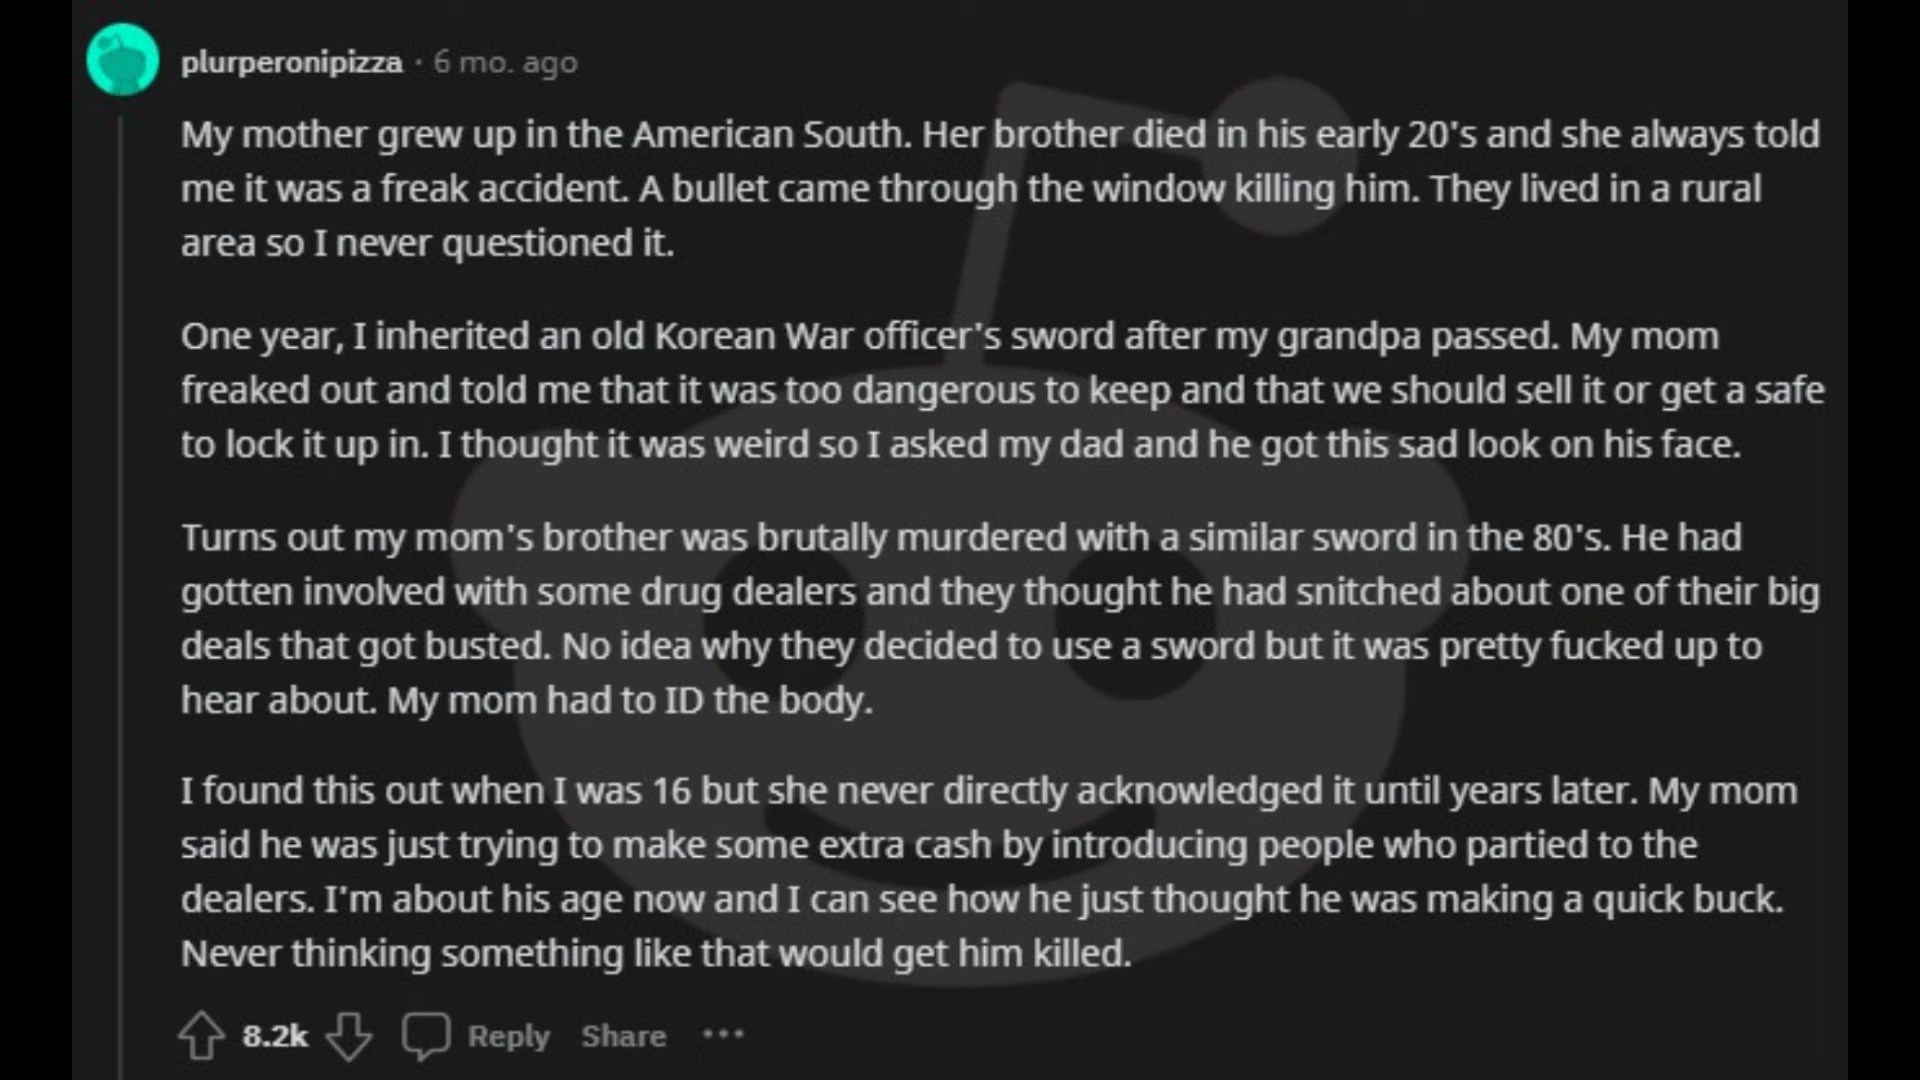 plurperonipizza · 6 mo. ago
My mother grew up in the American South. Her brother died in his early 20's and she always told
me it was a freak accident. A bullet came through the window killing him. They lived in a rural
area so I never questioned it.
One year, I inherited an old Korean War officer's sword after my grandpa passed. My mom
freaked out and told me that it was too dangerous to keep and that we should sell it or get a safe
to lock it up in. I thought it was weird so I asked my dad and he got this sad look on his face.
Turns out my mom's brother was brutally murdered with a similar sword in the 80's. He had
gotten involved with some drug dealers and they thought he had snitched about one of their big
deals that got busted. No idea why they decided to use a sword but it was pretty fucked up to
hear about. My mom had to ID the body.
I found this out when I was 16 but she never directly acknowledged it until years later. My mom
said he was just trying to make some extra cash by introducing people who partied to the
dealers. I'm about his age now and I can see how he just thought he was making a quick buck.
Never thinking something like that would get him killed.
8.2k Reply Share ···